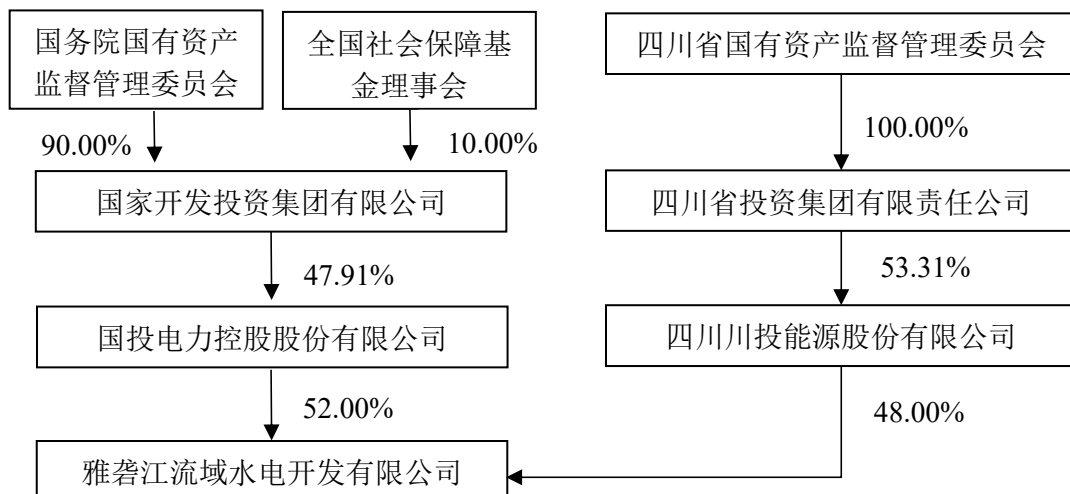 国务院国有资产
监督管理委员会
全国社会保障基
金理事会
四川省国有资产监督管理委员会
90.00%
10.00%
100.00%
国家开发投资集团有限公司
四川省投资集团有限责任公司
47.91%
53.31%
国投电力控股股份有限公司
四川川投能源股份有限公司
52.00%
48.00%
雅砻江流域水电开发有限公司